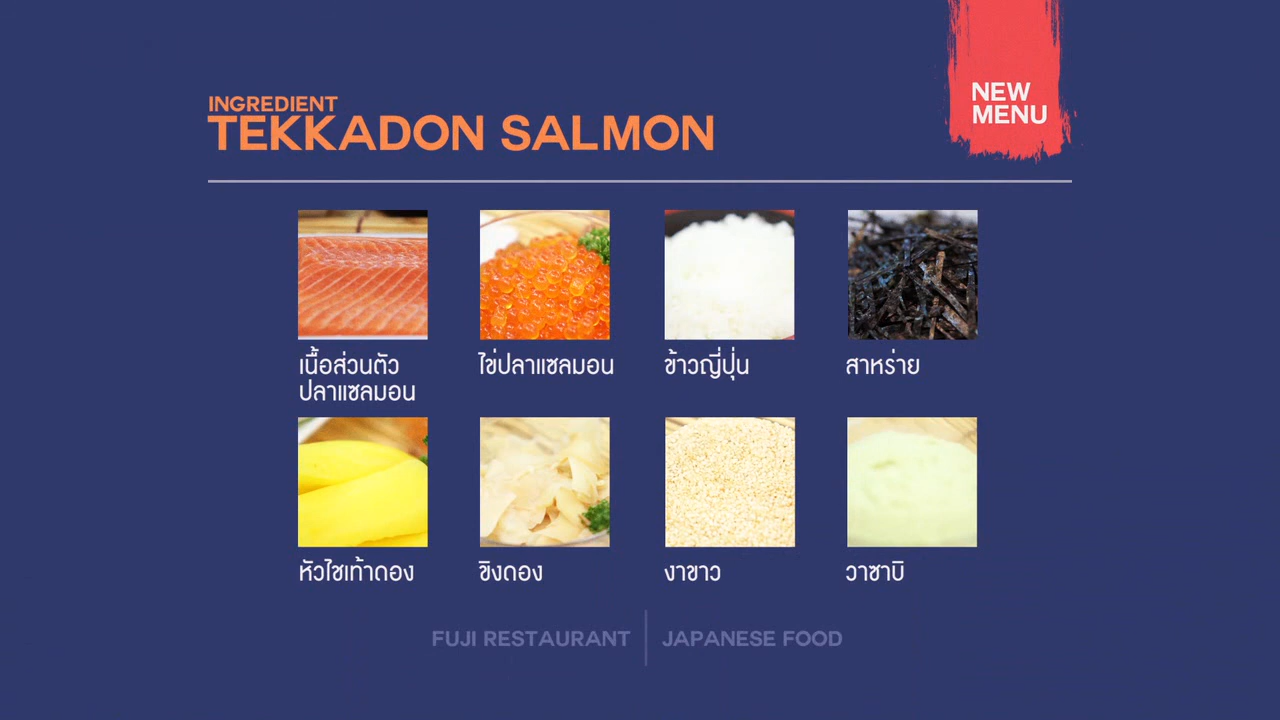 NEW
MENU
INGREDIENT
TEKKADON SALMON
เนื้อส่วนตัว
ปลาแซลมอน
ไข่ปลาแซลมอน
ข้าวญี่ปุ่น
สาหร่าย
หัวไชเท้าดอง
ขิงดอง
งาขาว
วาซาบิ
FUJI RESTAURANT
JAPANESE FOOD